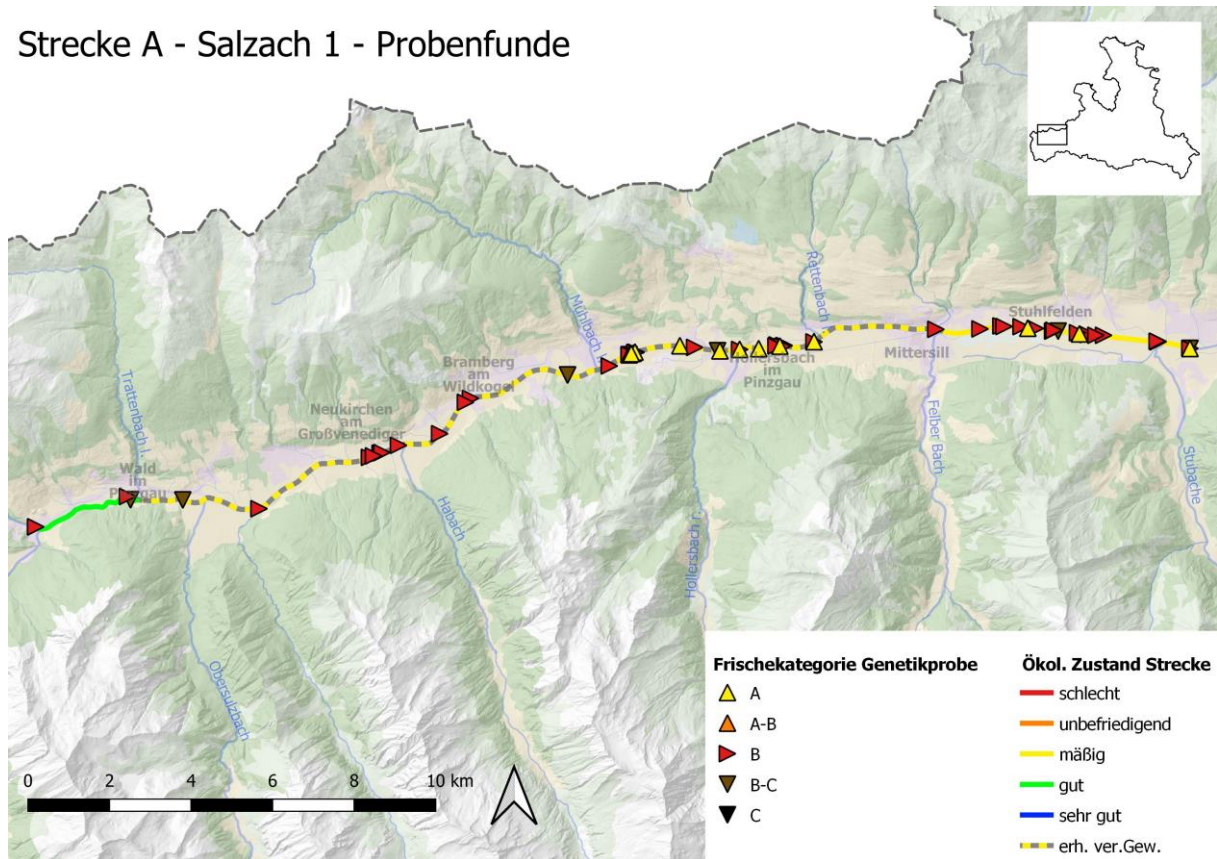 Strecke A - Salzach 1 - Probenfunde
Trattenbach l.
Wald
im
Pinzgau
Neukirchen
am
Großvenediger
Bramberg
am
Wildkogel
Mühlbach
Hollersbach
im
Pinzgau
Rettenbach r.
Mittersill
Stuhlfelden
Obersulzbach
Habach
Hollersbach r.
Felber Bach
Stubache
0 2 4 6 8 10 km
Frischekategorie Genetikprobe
A
A-B
B
B-C
C
Ökol. Zustand Strecke
schlecht
unbefriedigend
mäßig
gut
sehr gut
erh. ver.Gew.